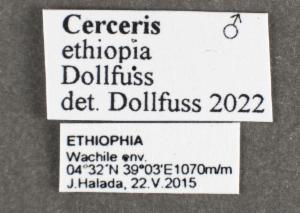 Cerceris ♂
ethiopia
Dollfuss
det. Dollfuss 2022
ETHIOPHIA
Wachile env.
04°32'N 39°03'E1070m/m
J.Halada, 22.V.2015